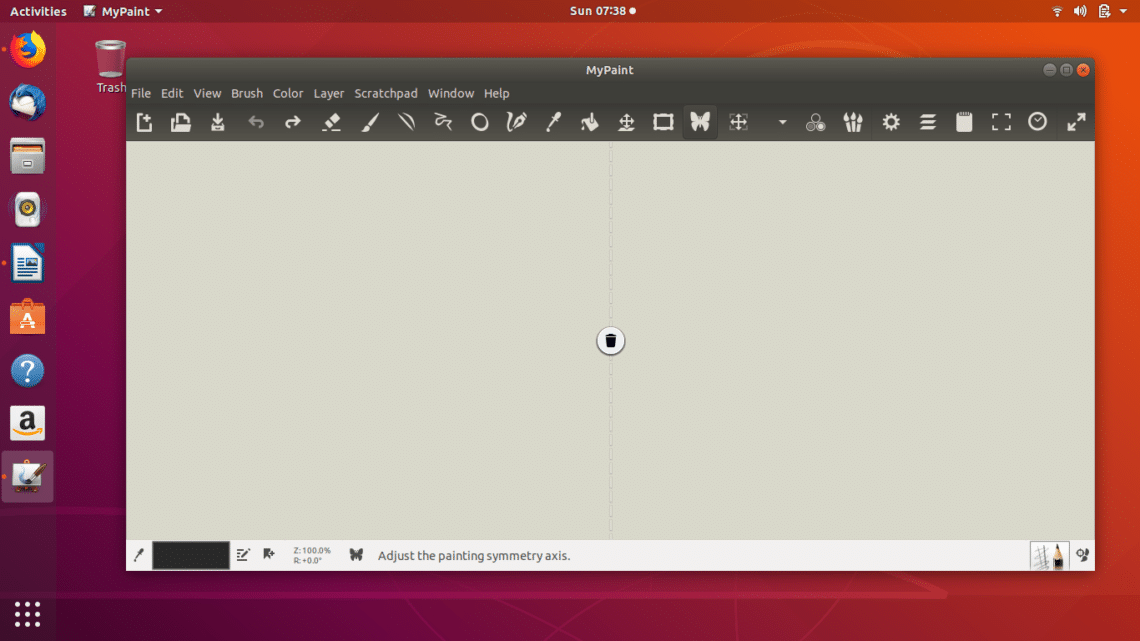 Activities MyPaint Sun 07:38
Trash
MyPaint
File Edit View Brush Color Layer Scratchpad Window Help
a
Z:100.0%
R:+0.0°
Adjust the painting symmetry axis.